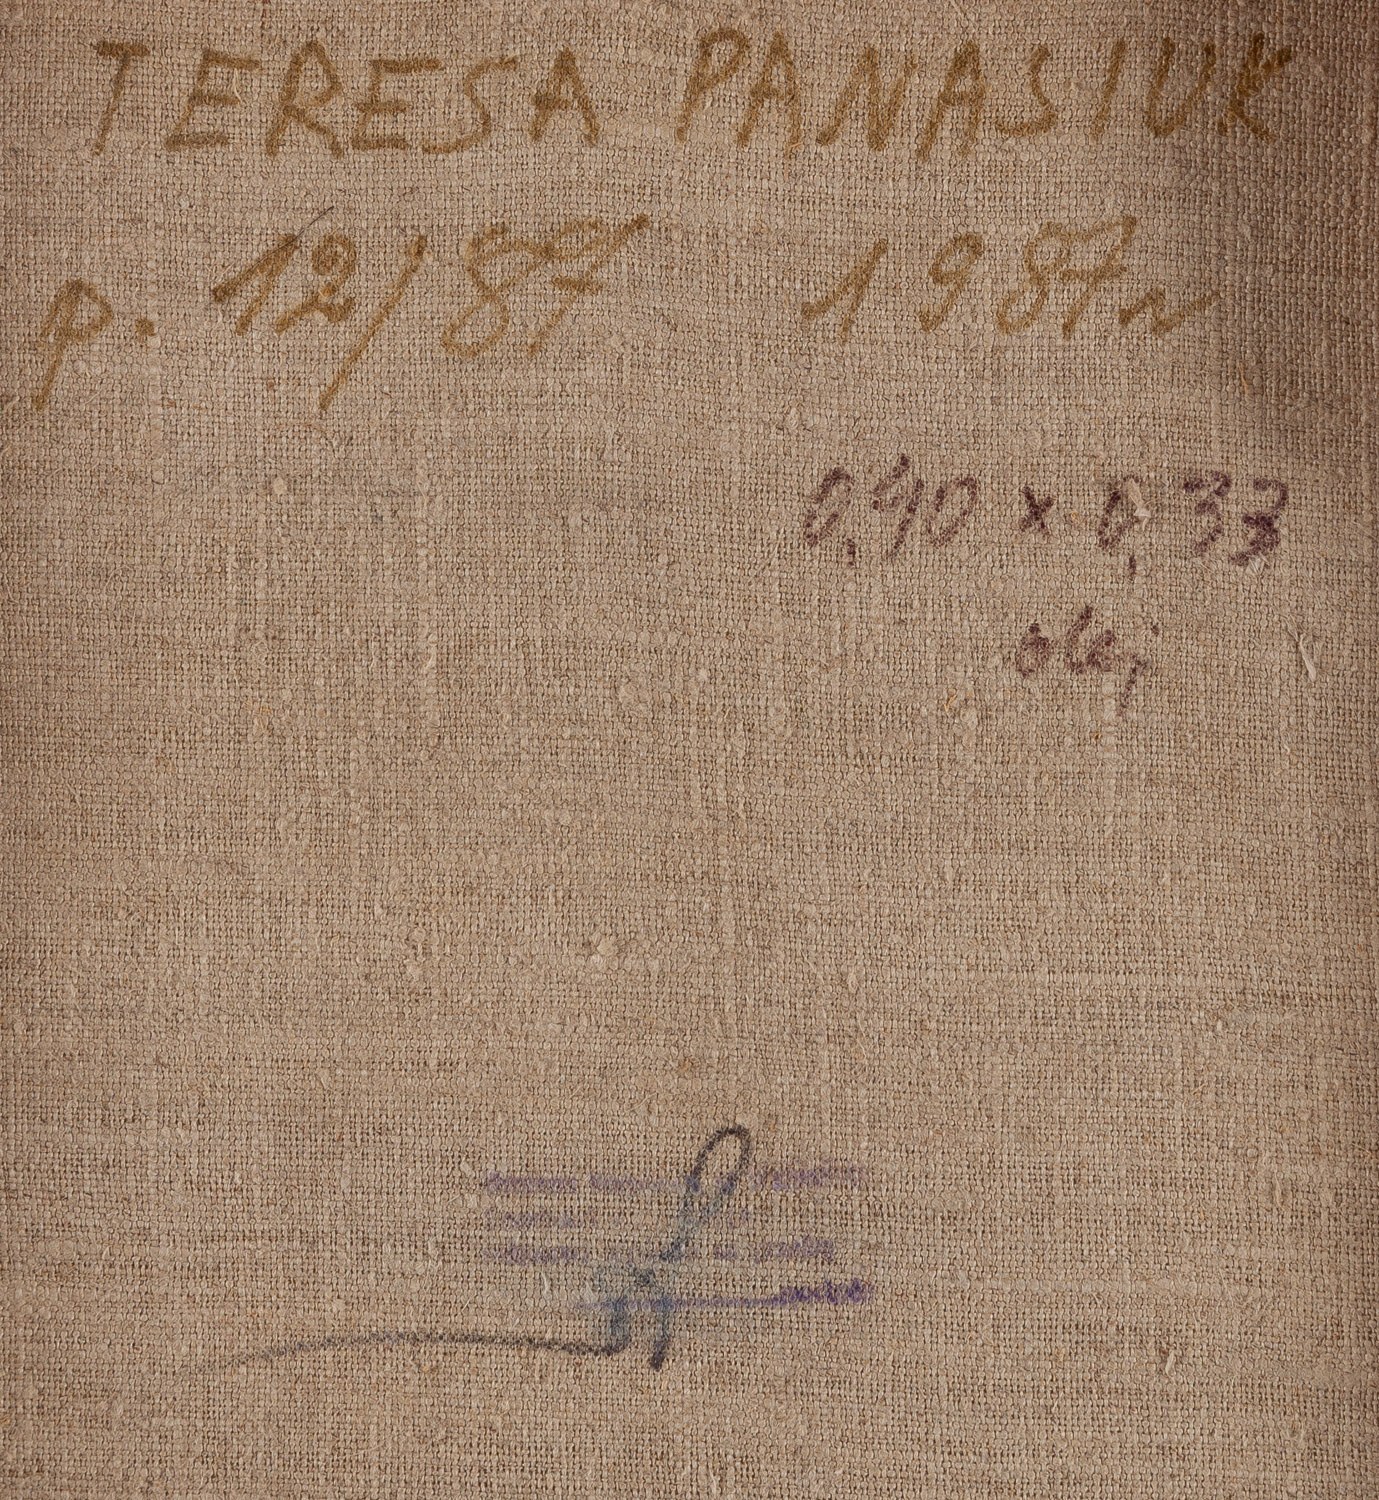 TERESA PANASIUK
p. 12/87 1987r
0,40 x 0,33
olej